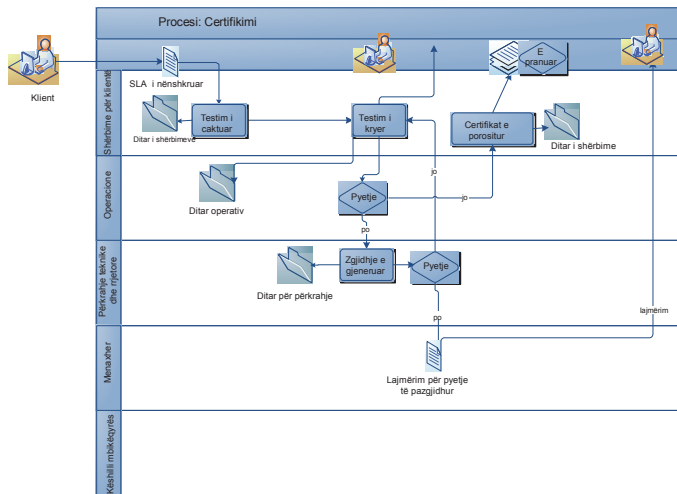 Procesi: Certifikimi
E
pranuar
Klient
SLA i nënshkruar
Shërbime për klientë
Testim i
caktuar
Testim i
kryer
Certifikat e
porositur
Ditar i shërbimeve
Ditar i shërbime
jo
Operacione
Ditar operativ
Pyetje
jo
po
Përkrahje teknike
dhe rrjetore
Zgjidhje e
gjeneruar
Pyetje
Ditar për përkrahje
po
lajmërim
Menaxher
Lajmërim për pyetje
të pazgjidhur
Këshilli mbikëqyrës